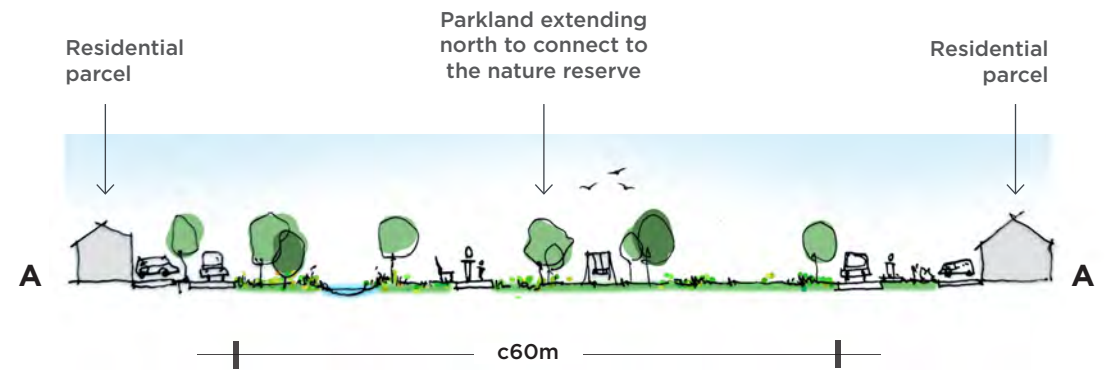 Residential
parcel
Parkland extending
north to connect to
the nature reserve
Residential
parcel
A
A
c60m